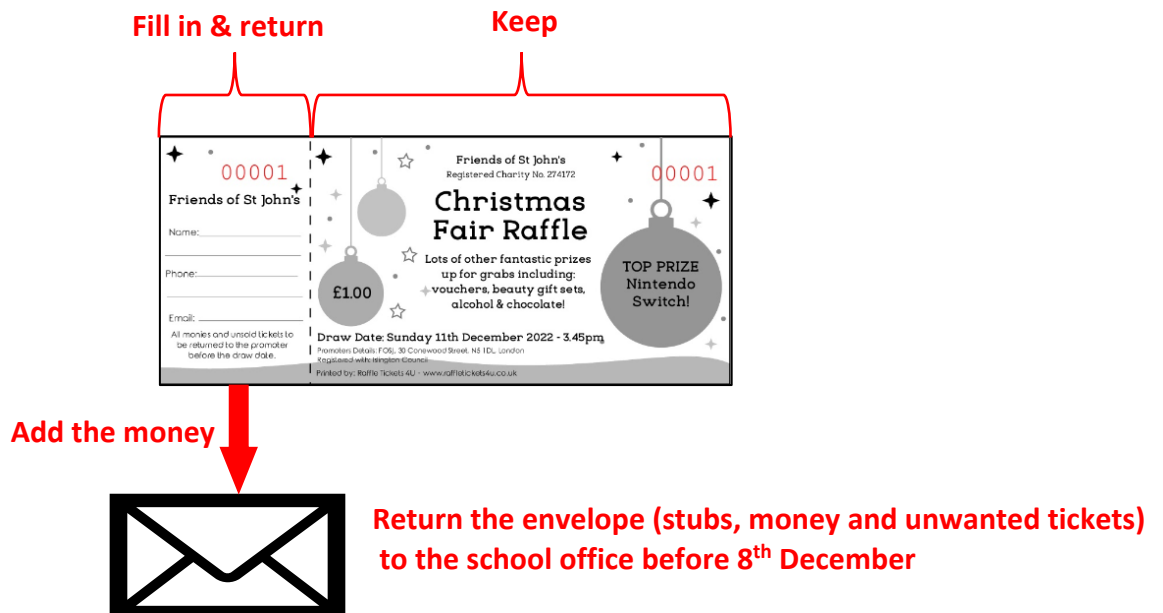 Fill in & return
Keep
00001
Friends of St John's
Name:
Phone:
Email:
All monies and unsold tickets to
be returned to the promoter
before the draw date.
Friends of St John's
Registered Charity No. 274172
00001
Christmas
Fair Raffle
Lots of other fantastic prizes
up for grabs including:
vouchers, beauty gift sets,
alcohol & chocolate!
£1.00
TOP PRIZE
Nintendo
Switch!
Draw Date: Sunday 11th December 2022 - 3.45pm
Promoters Details: FOSJ, 30 Conewood Street, N5 1DL, London
Registered with: Islington Council
Printed by: Raffle Tickets 4U - www.raffletickets4u.co.uk
Add the money
Return the envelope (stubs, money and unwanted tickets)
to the school office before 8th December